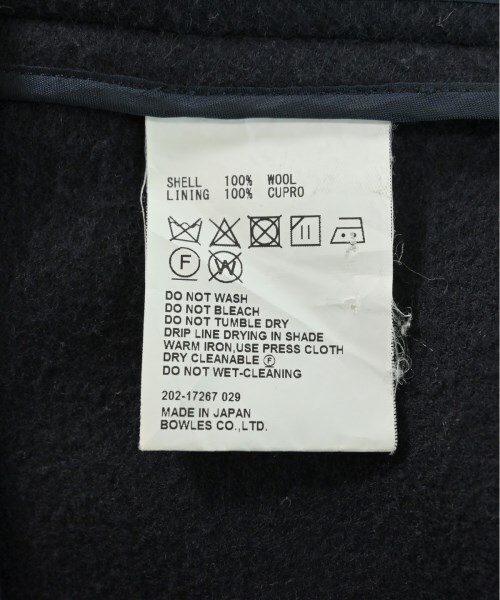 SHELL 100% WOOL
LINING 100% CUPRO
F W
DO NOT WASH
DO NOT BLEACH
DO NOT TUMBLE DRY
DRIP LINE DRYING IN SHADE
WARM IRON,USE PRESS CLOTH
DRY CLEANABLE Ⓕ
DO NOT WET-CLEANING
202-17267 029
MADE IN JAPAN
BOWLES CO.,LTD.